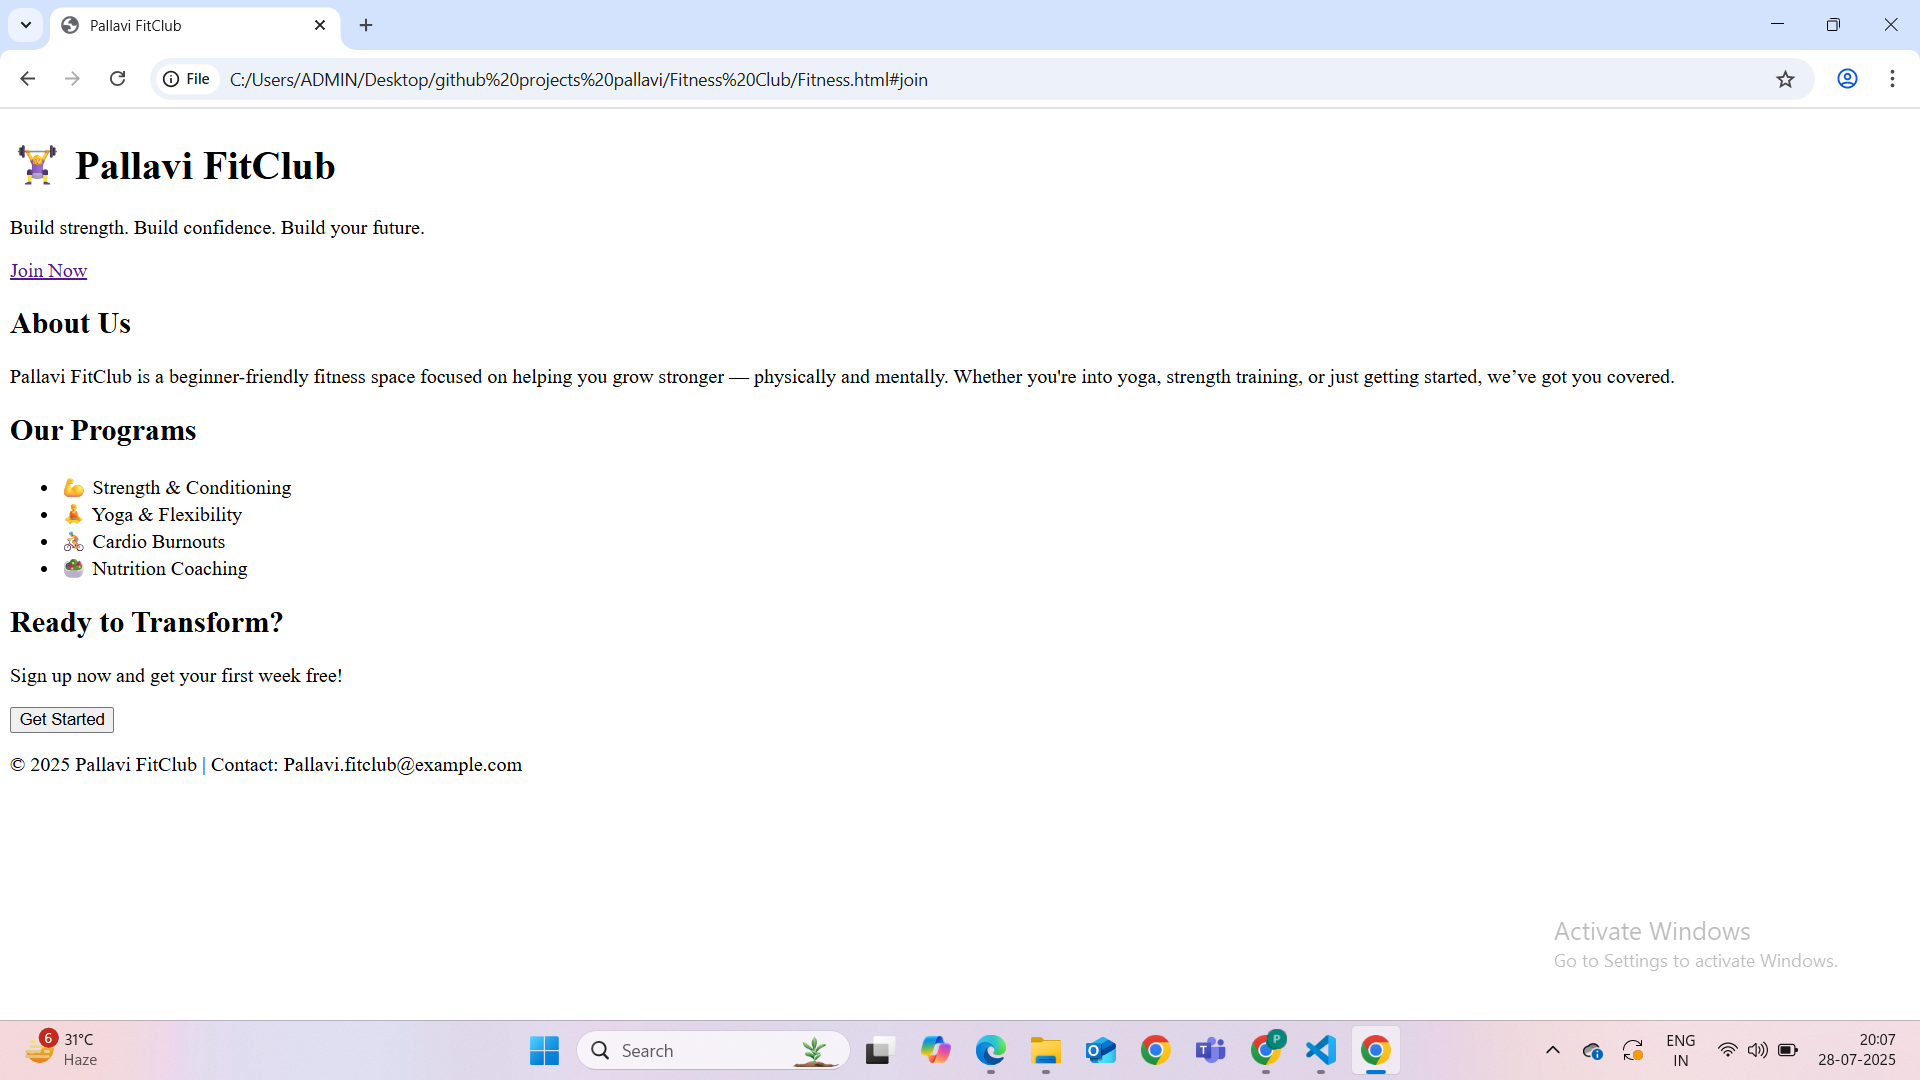 Pallavi FitClub
File
C:/Users/ADMIN/Desktop/github%20projects%20pallavi/Fitness%20Club/Fitness.html#join
Pallavi FitClub
Build strength. Build confidence. Build your future.
Join Now
About Us
Pallavi FitClub is a beginner-friendly fitness space focused on helping you grow stronger — physically and mentally. Whether you're into yoga, strength training, or just getting started, we’ve got you covered.
Our Programs
• 💪 Strength & Conditioning
• 🧘 Yoga & Flexibility
• 🚴 Cardio Burnouts
• 🥗 Nutrition Coaching
Ready to Transform?
Sign up now and get your first week free!
Get Started
© 2025 Pallavi FitClub | Contact: Pallavi.fitclub@example.com
Activate Windows
Go to Settings to activate Windows.
6
31°C
Haze
Search
P
ENG
IN
20:07
28-07-2025